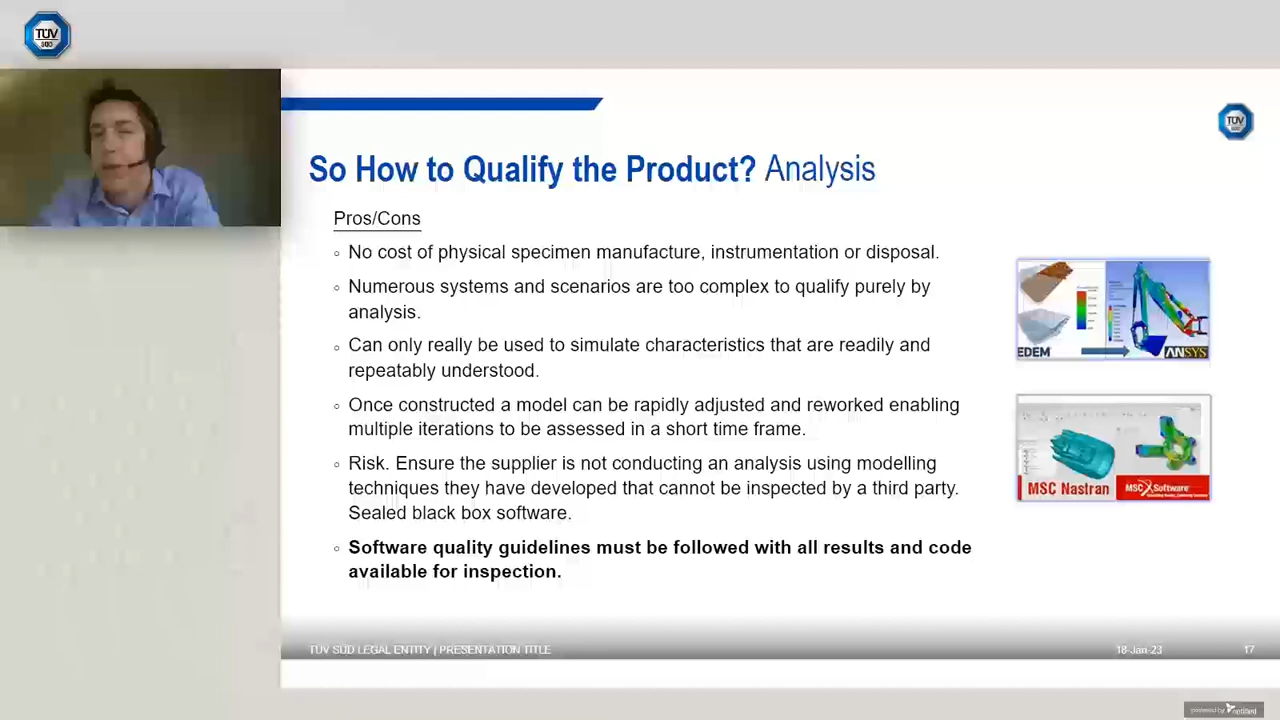 TÜV
SÜD
TÜV
SÜD
So How to Qualify the Product? Analysis
Pros/Cons
◦ No cost of physical specimen manufacture, instrumentation or disposal.
◦ Numerous systems and scenarios are too complex to qualify purely by
analysis.
◦ Can only really be used to simulate characteristics that are readily and
repeatably understood.
◦ Once constructed a model can be rapidly adjusted and reworked enabling
multiple iterations to be assessed in a short time frame.
◦ Risk. Ensure the supplier is not conducting an analysis using modelling
techniques they have developed that cannot be inspected by a third party.
Sealed black box software.
◦ Software quality guidelines must be followed with all results and code
available for inspection.
EDEM
ANSYS
MSC Nastran
MSC Software
TÜV SÜD LEGAL ENTITY | PRESENTATION TITLE
18-Jan-23
17
powered by notified